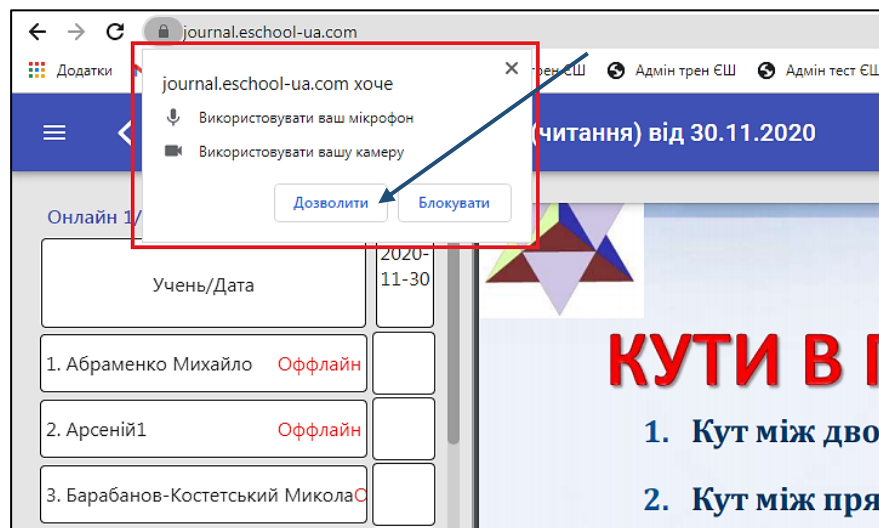 journal.eschool-ua.com
Додатки
трен ЄШ
Адмін трен ЄШ
Адмін тест ЄШ
journal.eschool-ua.com хоче
Використовувати ваш мікрофон
Використовувати вашу камеру
Дозволити
Блокувати
(читання) від 30.11.2020
Онлайн 1/
Учень/Дата
2020-
11-30
1. Абраменко Михайло Оффлайн
2. Арсеній1 Оффлайн
3. Барабанов-Костетський Микола О
КУТИ В
1. Кут між дво
2. Кут між пря